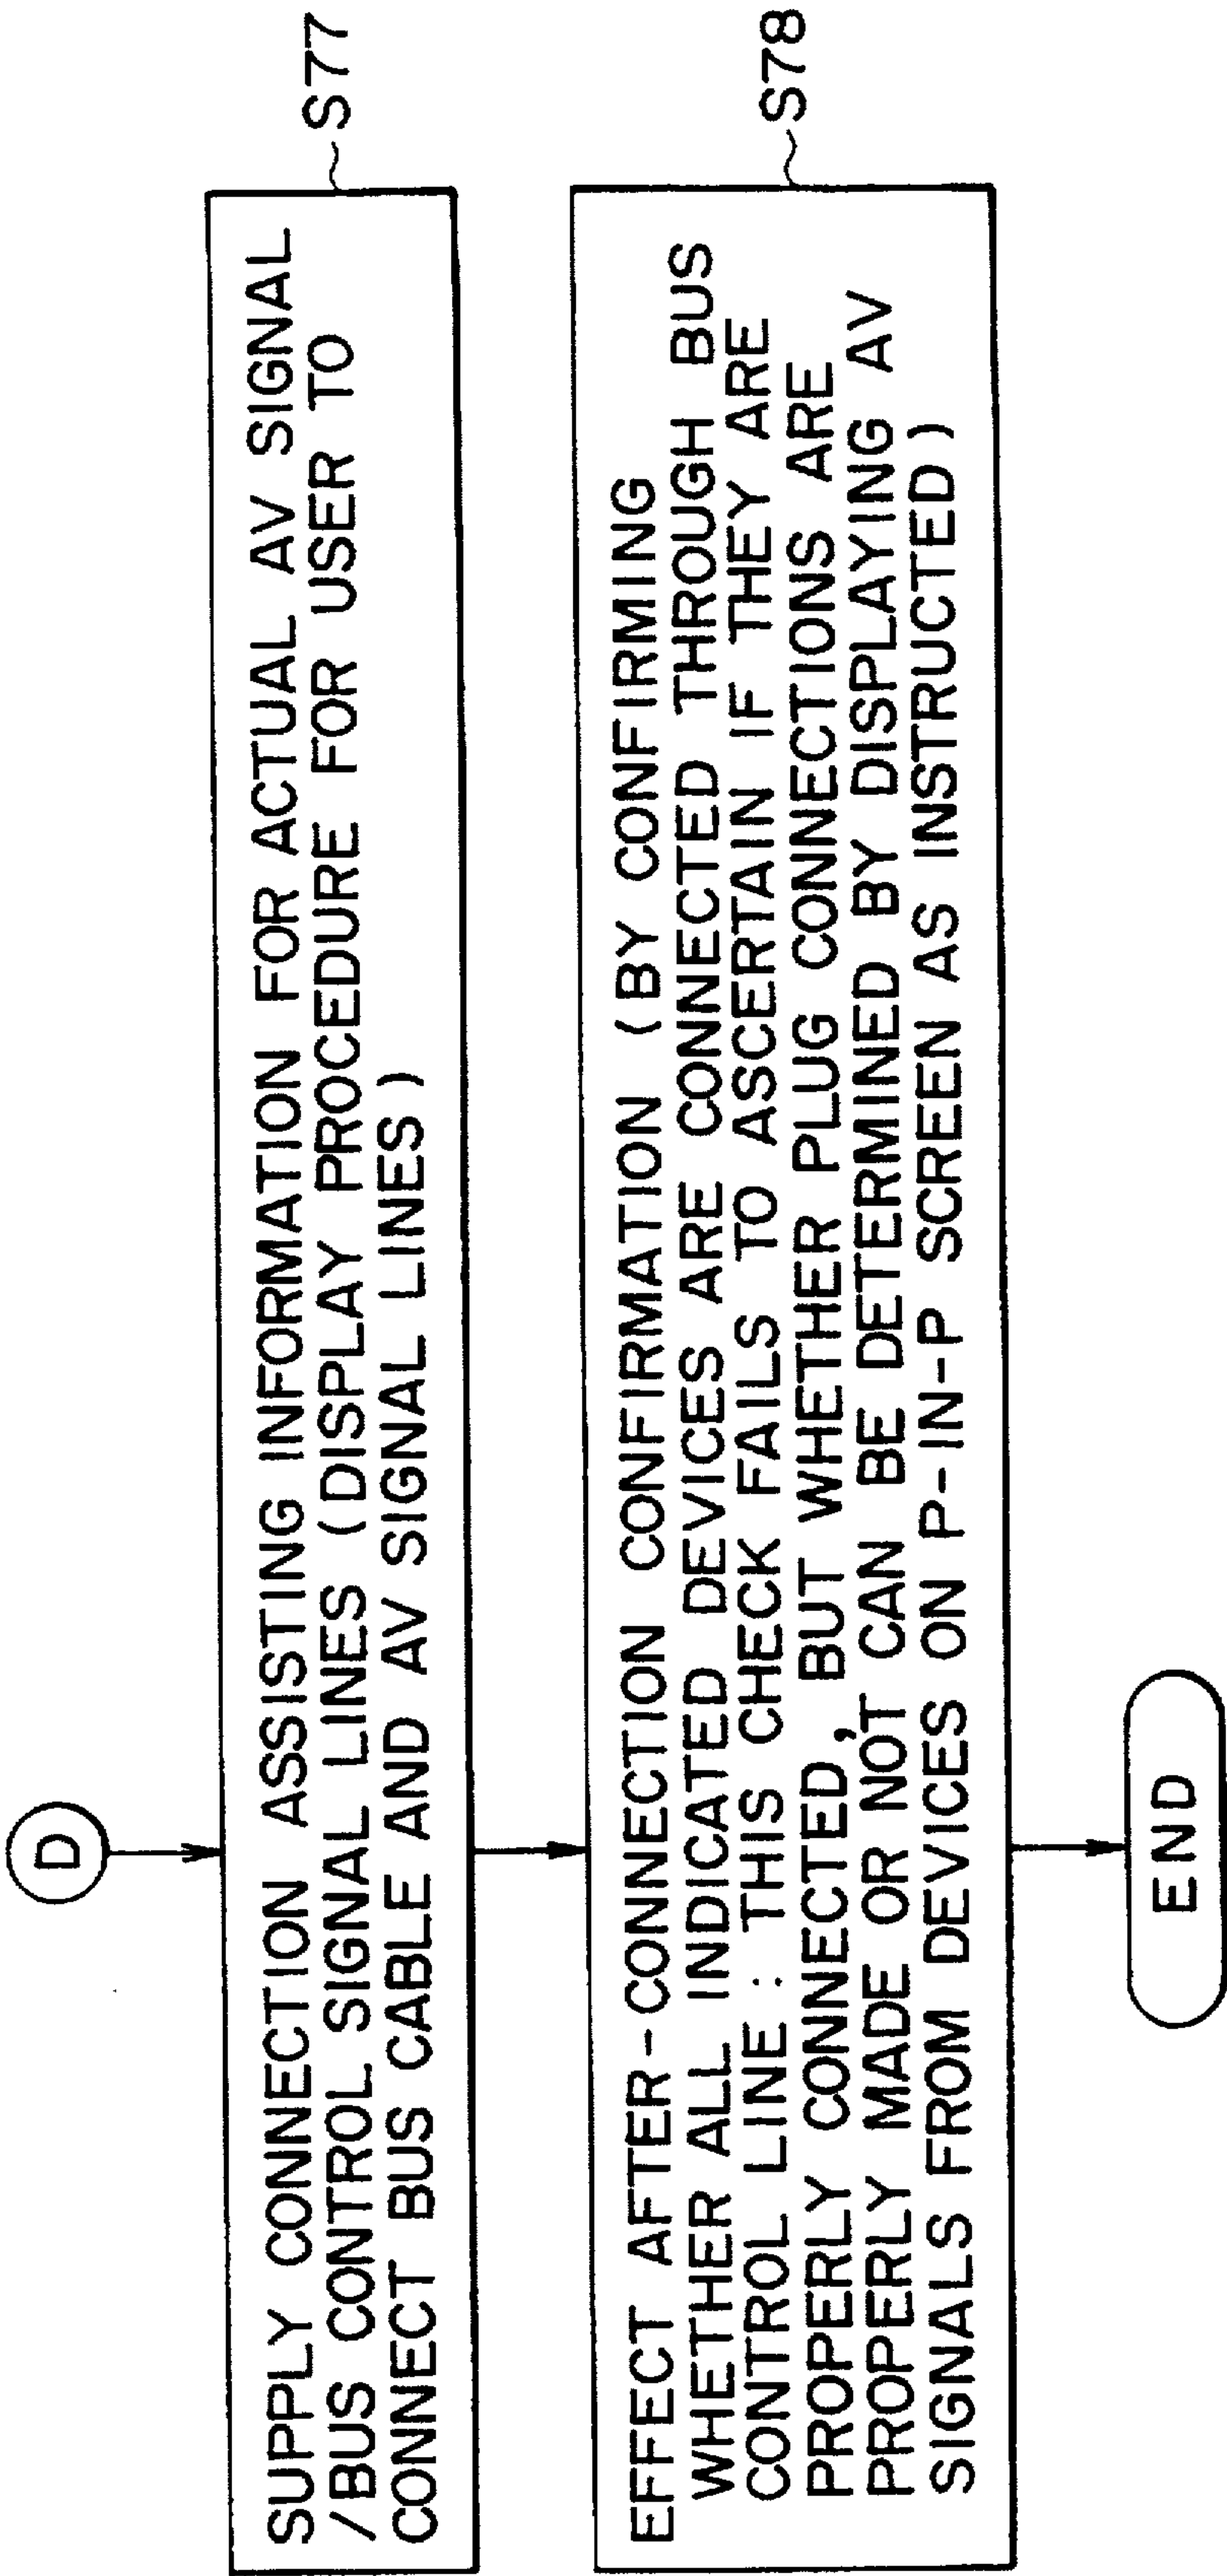 D
SUPPLY CONNECTION ASSISTING INFORMATION FOR ACTUAL AV SIGNAL
/BUS CONTROL SIGNAL LINES (DISPLAY PROCEDURE FOR USER TO
CONNECT BUS CABLE AND AV SIGNAL LINES)
S77
EFFECT AFTER-CONNECTION CONFIRMATION (BY CONFIRMING
WHETHER ALL INDICATED DEVICES ARE CONNECTED THROUGH BUS
CONTROL LINE : THIS CHECK FAILS TO ASCERTAIN IF THEY ARE
PROPERLY CONNECTED, BUT WHETHER PLUG CONNECTIONS ARE
PROPERLY MADE OR NOT CAN BE DETERMINED BY DISPLAYING AV
SIGNALS FROM DEVICES ON P-IN-P SCREEN AS INSTRUCTED)
S78
END